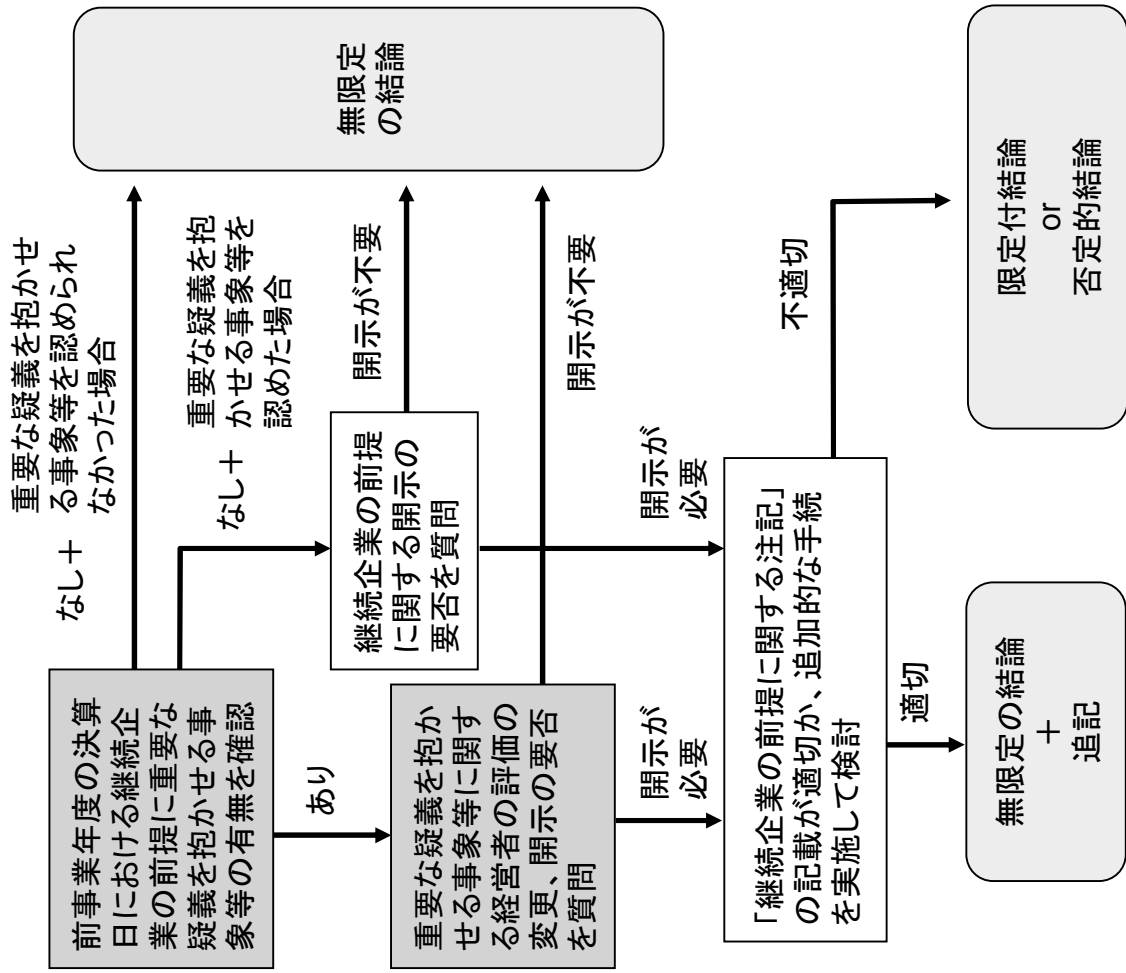 前事業年度の決算
日における継続企
業の前提に重要な
疑義を抱かせる事
象等の有無を確認
なし＋
重要な疑義を抱かせ
る事象等を認められ
なかった場合
なし＋
重要な疑義を抱
かせる事象等を
認めた場合
無限定
の結論
あり
継続企業の前提
に関する開示の
要否を質問
開示が不要
重要な疑義を抱か
せる事象等に関す
る経営者の評価の
変更、開示の要否
を質問
開示が不要
開示が
必要
開示が
必要
「継続企業の前提に関する注記」
の記載が適切か、追加的な手続
を実施して検討
不適切
適切
無限定の結論
＋
追記
限定付結論
or
否定的結論